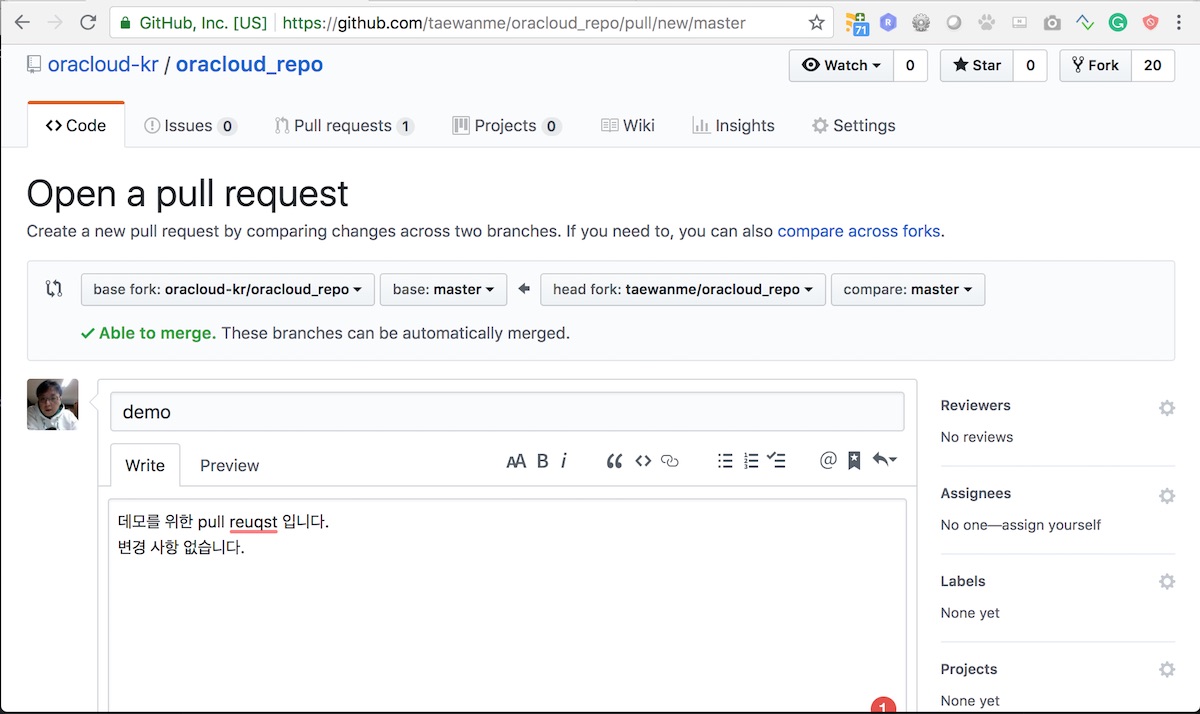 GitHub, Inc. [US] https://github.com/taewanme/oracloud_repo/pull/new/master 71 R G
oracloud-kr / oracloud_repo Watch 0 Star 0 Fork 20
Code Issues 0 Pull requests 1 Projects 0 Wiki Insights Settings
Open a pull request
Create a new pull request by comparing changes across two branches. If you need to, you can also compare across forks.
base fork: oracloud-kr/oracloud_repo base: master head fork: taewanme/oracloud_repo compare: master
Able to merge. These branches can be automatically merged.
demo
Write Preview AA B i @
데모를 위한 pull reuqst 입니다.
변경 사항 없습니다.
1
Reviewers
No reviews
Assignees
No one—assign yourself
Labels
None yet
Projects
None yet